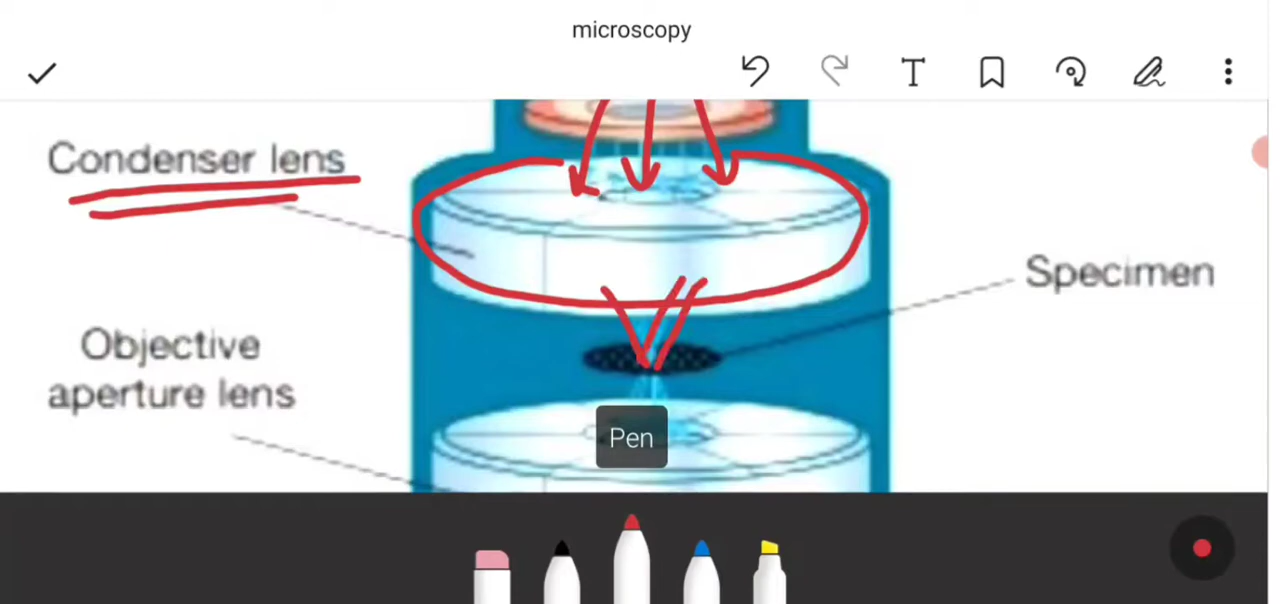 microscopy
T
Condenser lens
Specimen
Objective
aperture lens
Pen